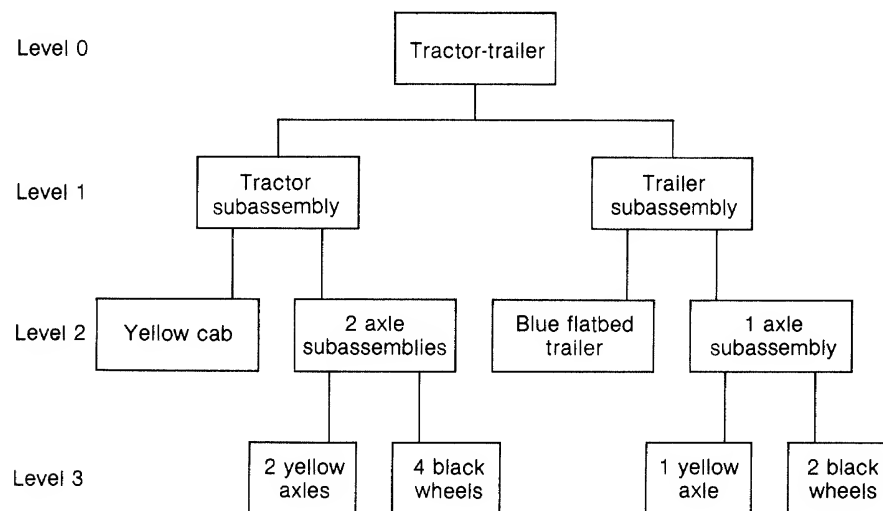 Level 0
Tractor-trailer
Level 1
Tractor
subassembly
Trailer
subassembly
Level 2
Yellow cab
2 axle
subassemblies
Blue flatbed
trailer
1 axle
subassembly
Level 3
2 yellow
axles
4 black
wheels
1 yellow
axle
2 black
wheels